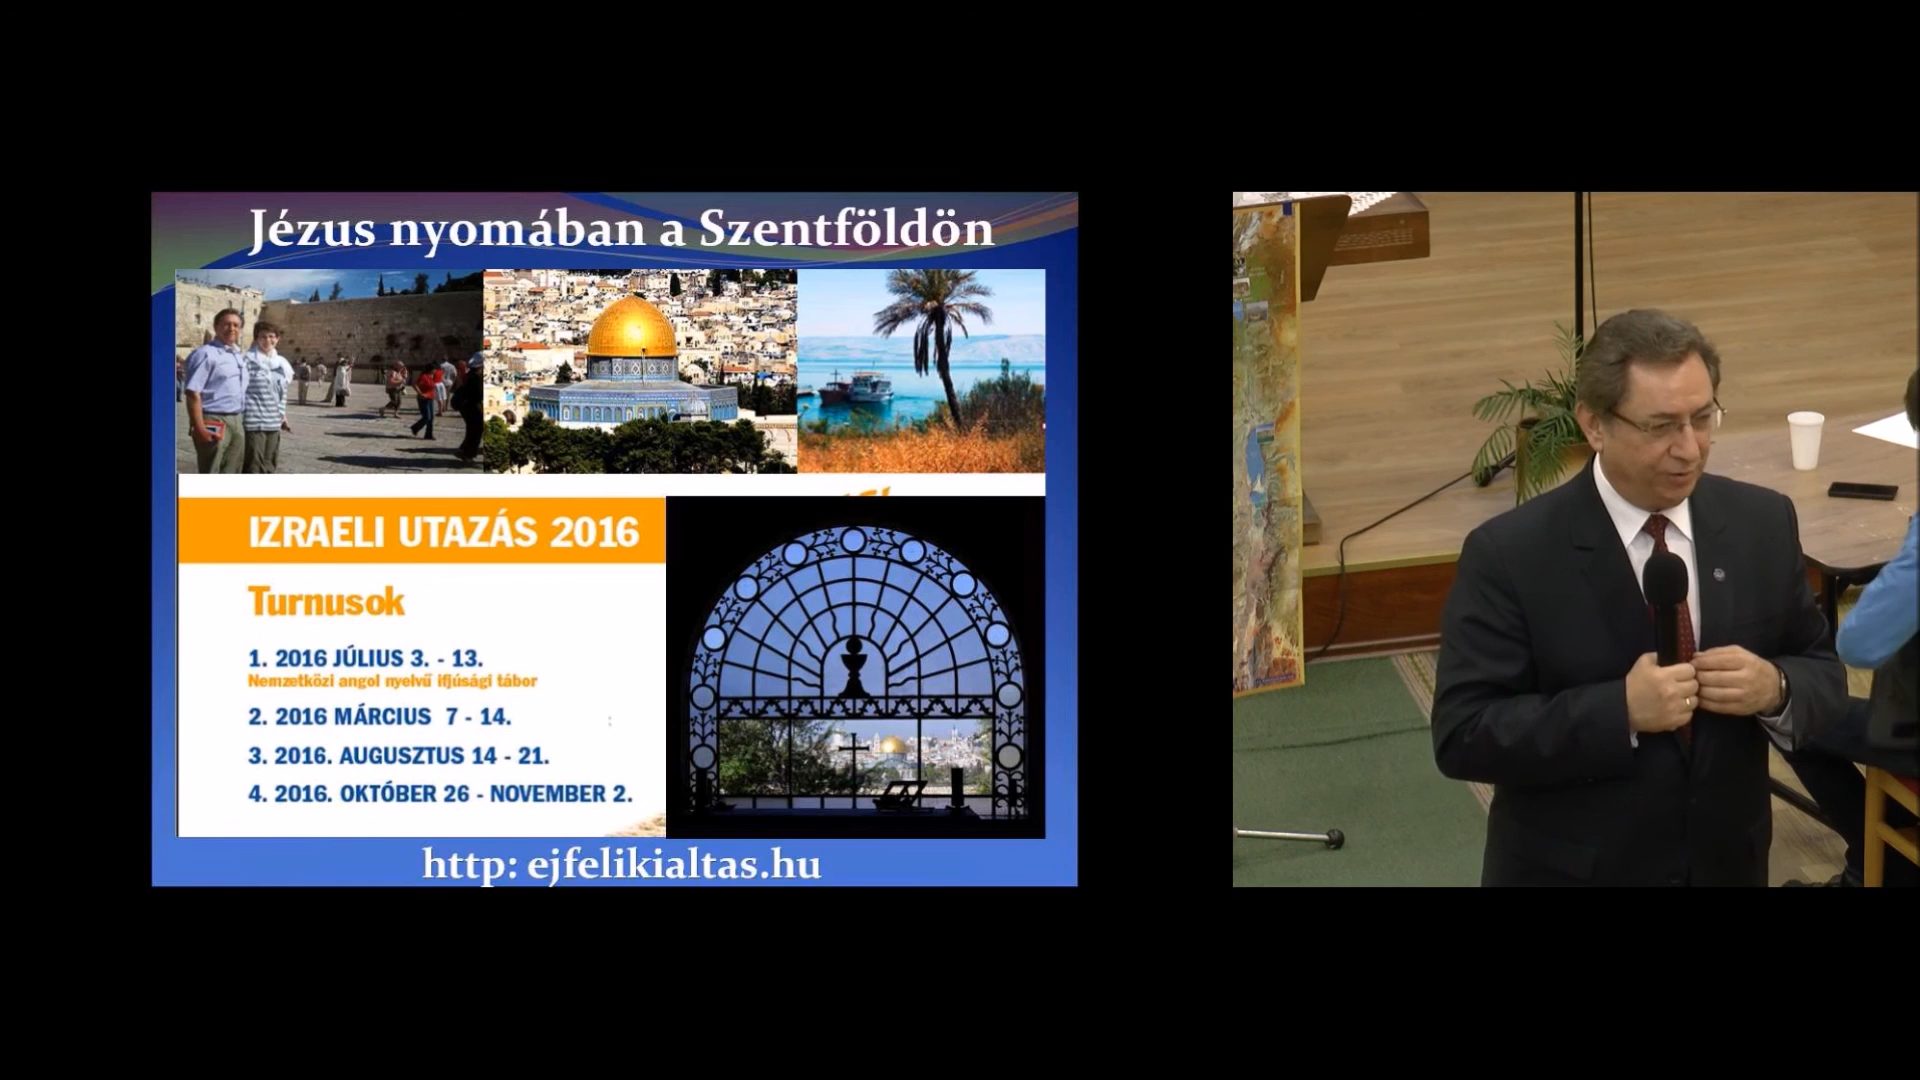 Jézus nyomában a Szentföldön
IZRAELI UTAZÁS 2016
Turnusok
1. 2016 JÚLIUS 3. - 13.
Nemzetközi angol nyelvű ifjúsági tábor
2. 2016 MÁRCIUS 7 - 14.
3. 2016. AUGUSZTUS 14 - 21.
4. 2016. OKTÓBER 26 - NOVEMBER 2.
http: ejfelikialtas.hu